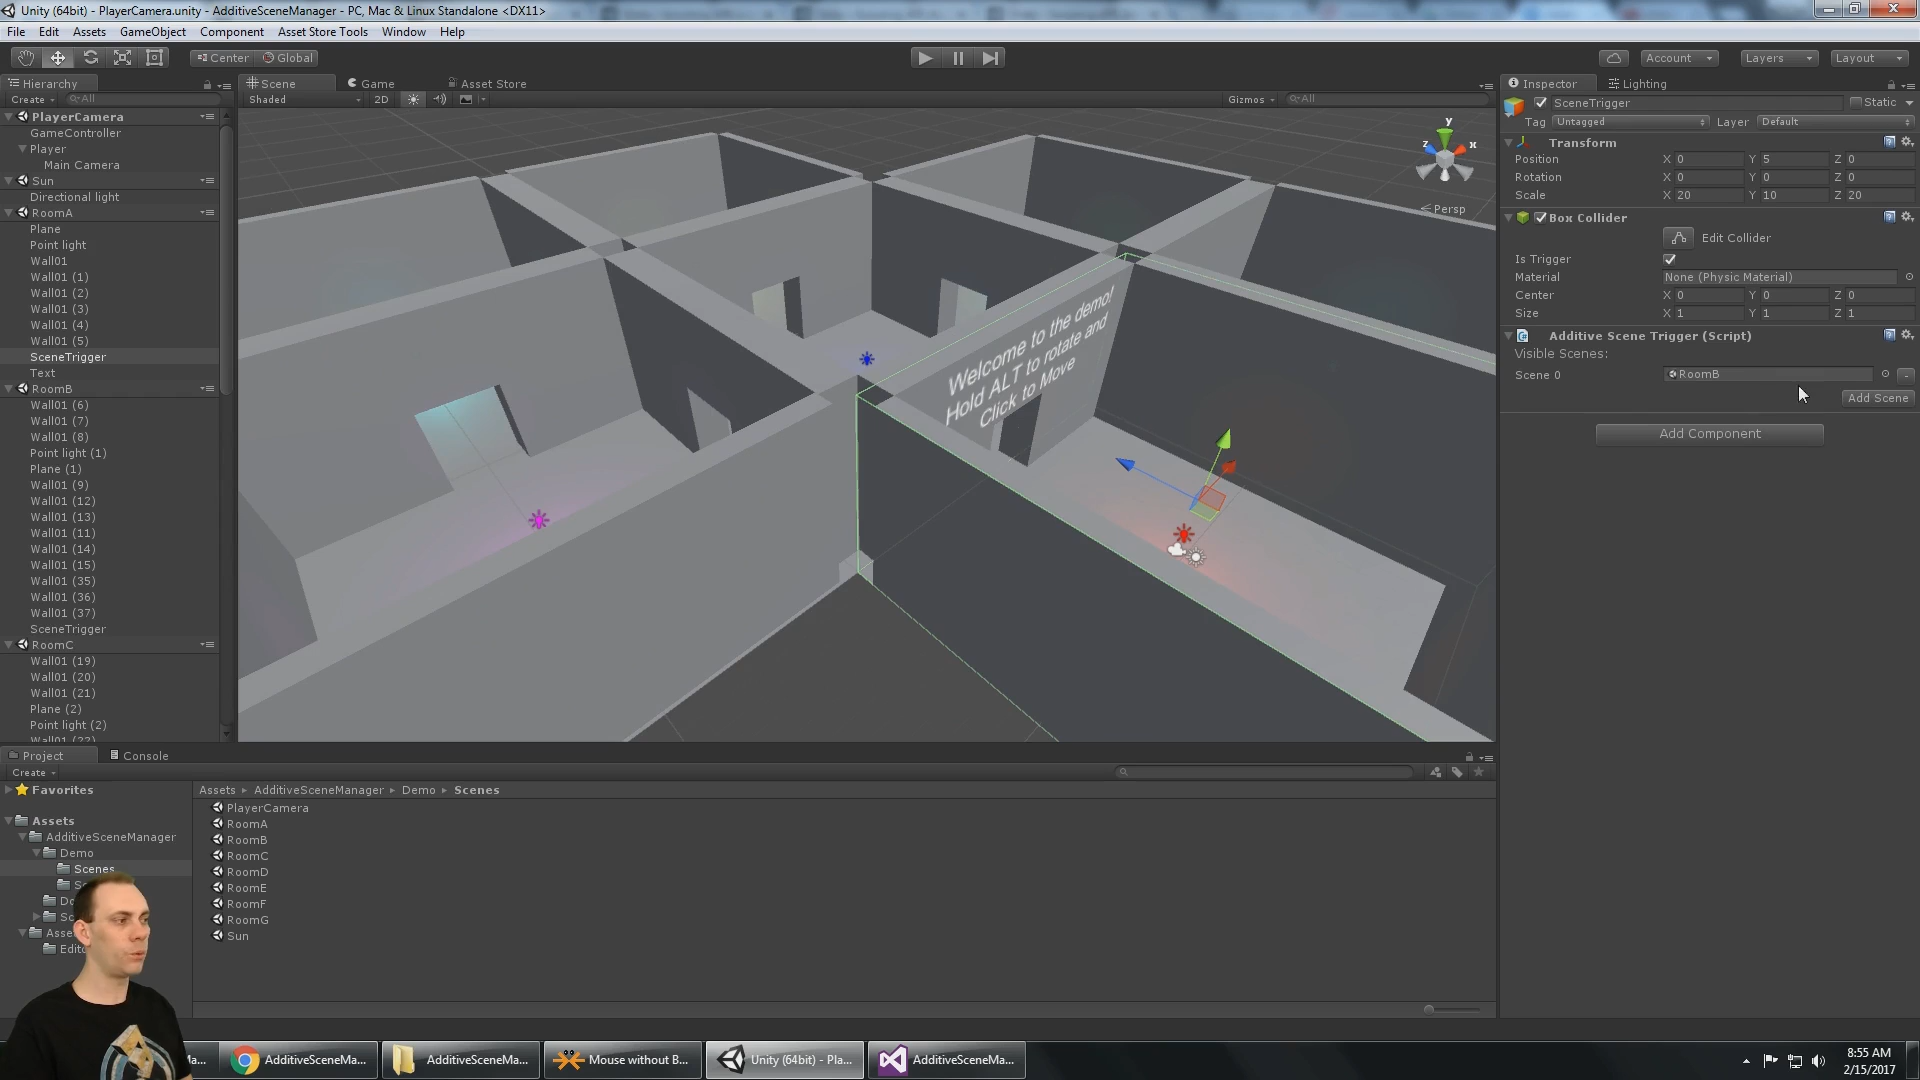 Unity (64bit) - PlayerCamera.unity - AdditiveSceneManager - PC, Mac & Linux Standalone <DX11>
File Edit Assets GameObject Component Asset Store Tools Window Help
Center Global Account Layers Layout
Hierarchy
Create All
PlayerCamera
GameController
Player
Main Camera
Sun
Directional light
RoomA
Plane
Point light
Wall01
Wall01 (1)
Wall01 (2)
Wall01 (3)
Wall01 (4)
Wall01 (5)
SceneTrigger
Text
RoomB
Wall01 (6)
Wall01 (7)
Wall01 (8)
Point light (1)
Plane (1)
Wall01 (9)
Wall01 (12)
Wall01 (13)
Wall01 (11)
Wall01 (14)
Wall01 (15)
Wall01 (35)
Wall01 (36)
Wall01 (37)
SceneTrigger
RoomC
Wall01 (19)
Wall01 (20)
Wall01 (21)
Plane (2)
Point light (2)
Wall01 (22)
Scene Game Asset Store
Shaded 2D Gizmos All
y
z x
Persp
Welcome to the demo!
Hold ALT to rotate and
Click to Move
Inspector Lighting
SceneTrigger Static
Tag Untagged Layer Default
Transform
Position X 0 Y 5 Z 0
Rotation X 0 Y 0 Z 0
Scale X 20 Y 10 Z 20
Box Collider
Edit Collider
Is Trigger
Material None (Physic Material)
Center X 0 Y 0 Z 0
Size X 1 Y 1 Z 1
Additive Scene Trigger (Script)
Visible Scenes:
Scene 0 RoomB -
Add Scene
Add Component
Project Console
Create
Favorites
Assets
AdditiveSceneManager
Demo
Scenes
Assets AdditiveSceneManager Demo Scenes
PlayerCamera
RoomA
RoomB
RoomC
RoomD
RoomE
RoomF
RoomG
Sun
AdditiveSceneMa... AdditiveSceneMa... Mouse without B... Unity (64bit) - Pla... AdditiveSceneMa...
8:55 AM
2/15/2017